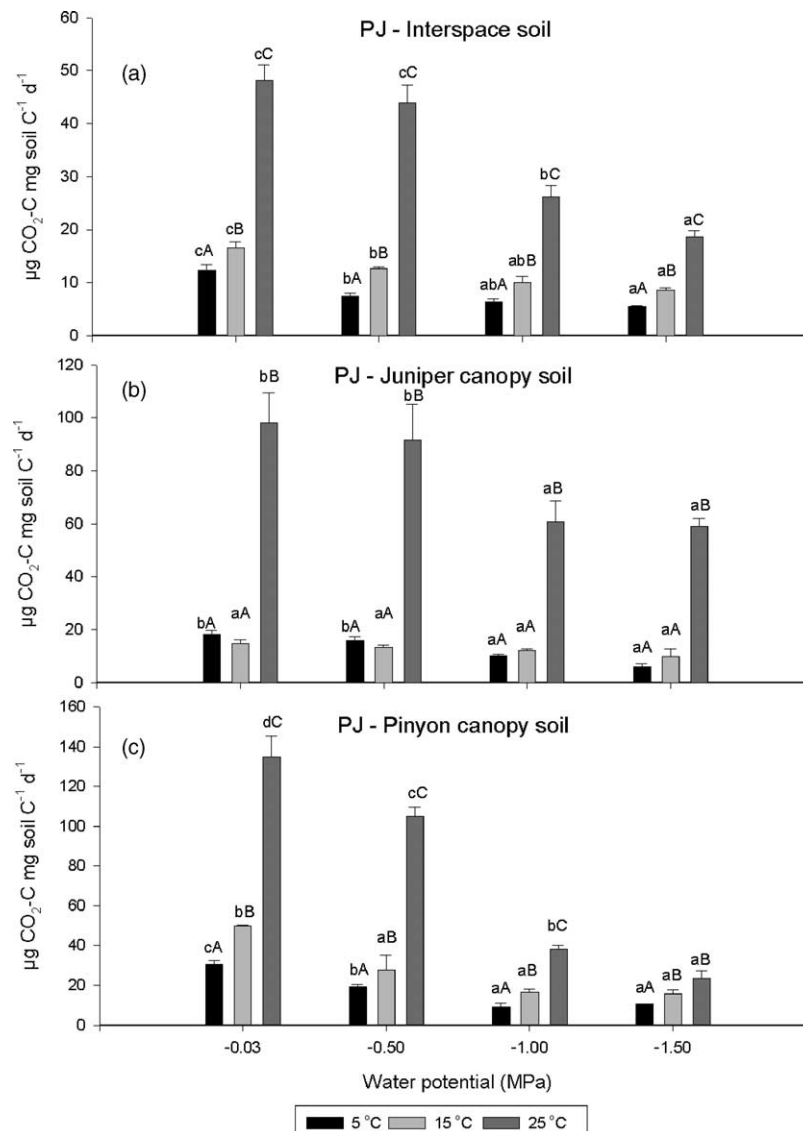 PJ - Interspace soil
(a)
µg CO₂-C mg soil C⁻¹ d⁻¹
60
50
40
30
20
10
0
cA cB cC
bA bB cC
abA abB bC
aA aB aC
PJ - Juniper canopy soil
(b)
µg CO₂-C mg soil C⁻¹ d⁻¹
120
100
80
60
40
20
0
bA aA bB
bA aA bB
aA aA aB
aA aA aB
PJ - Pinyon canopy soil
(c)
µg CO₂-C mg soil C⁻¹ d⁻¹
160
140
120
100
80
60
40
20
0
cA bB dC
bA aB cC
aA aB bC
aA aB aB
-0.03 -0.50 -1.00 -1.50
Water potential (MPa)
5 °C 15 °C 25 °C